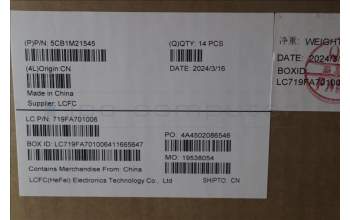 (P)P/N: 5CB1M21545
(Q)QTY: 14 PCS
(4L)Origin:CN
DATE: 2024/3/16
Made in China
Supplier: LCFC
净重: WEIGHT
DATE: 2024/3/
BOXID:
LC719FA7010
LC P/N: 719FA701006
PO: 4A4502086546
BOX ID: LC719FA701006411665647
MO: 19538054
Contains Merchandise From: China
LCFC(HeFei) Electronics Technology Co., Ltd
SHIPTO: CN